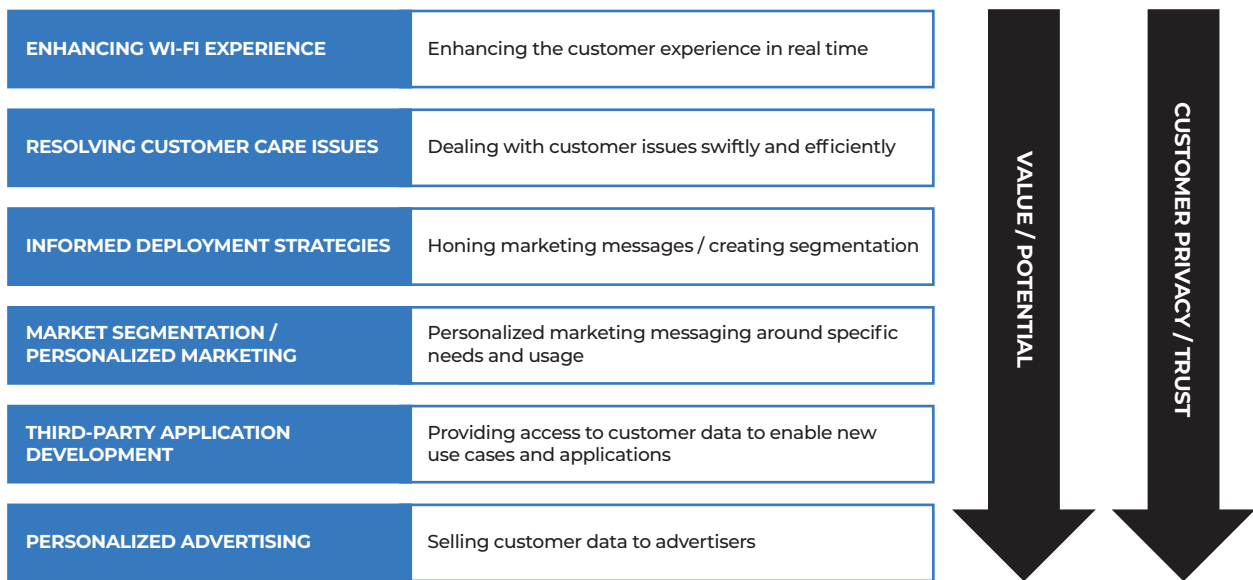 ENHANCING WI-FI EXPERIENCE
Enhancing the customer experience in real time
RESOLVING CUSTOMER CARE ISSUES
Dealing with customer issues swiftly and efficiently
INFORMED DEPLOYMENT STRATEGIES
Honing marketing messages / creating segmentation
MARKET SEGMENTATION /
PERSONALIZED MARKETING
Personalized marketing messaging around specific
needs and usage
THIRD-PARTY APPLICATION
DEVELOPMENT
Providing access to customer data to enable new
use cases and applications
PERSONALIZED ADVERTISING
Selling customer data to advertisers
VALUE / POTENTIAL
CUSTOMER PRIVACY / TRUST